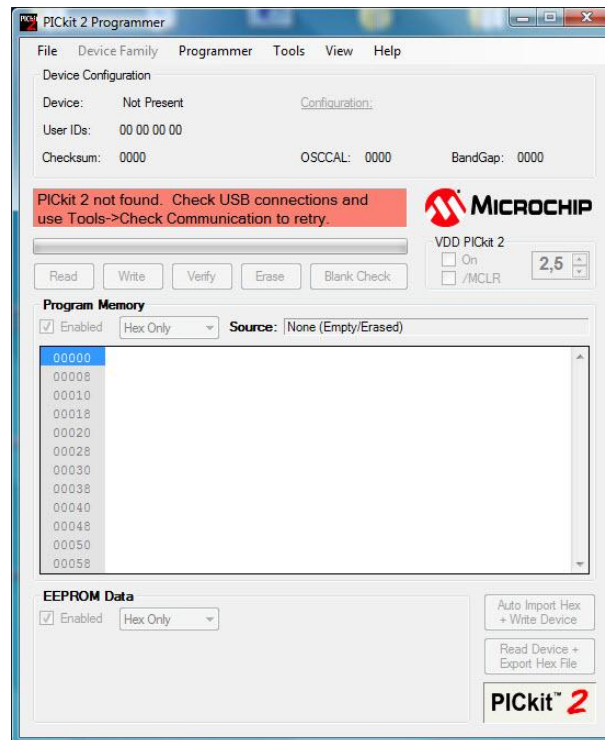 PICkit 2 Programmer
File Device Family Programmer Tools View Help
Device Configuration
Device: Not Present Configuration:
User IDs: 00 00 00 00
Checksum: 0000 OSCCAL: 0000 BandGap: 0000
PICkit 2 not found. Check USB connections and
use Tools->Check Communication to retry.
MICROCHIP
VDD PICkit 2
On
/MCLR
2,5
Read Write Verify Erase Blank Check
Program Memory
Enabled Hex Only Source: None (Empty/Erased)
00000
00008
00010
00018
00020
00028
00030
00038
00040
00048
00050
00058
EEPROM Data
Enabled Hex Only
Auto Import Hex
+ Write Device
Read Device +
Export Hex File
PICkit™ 2